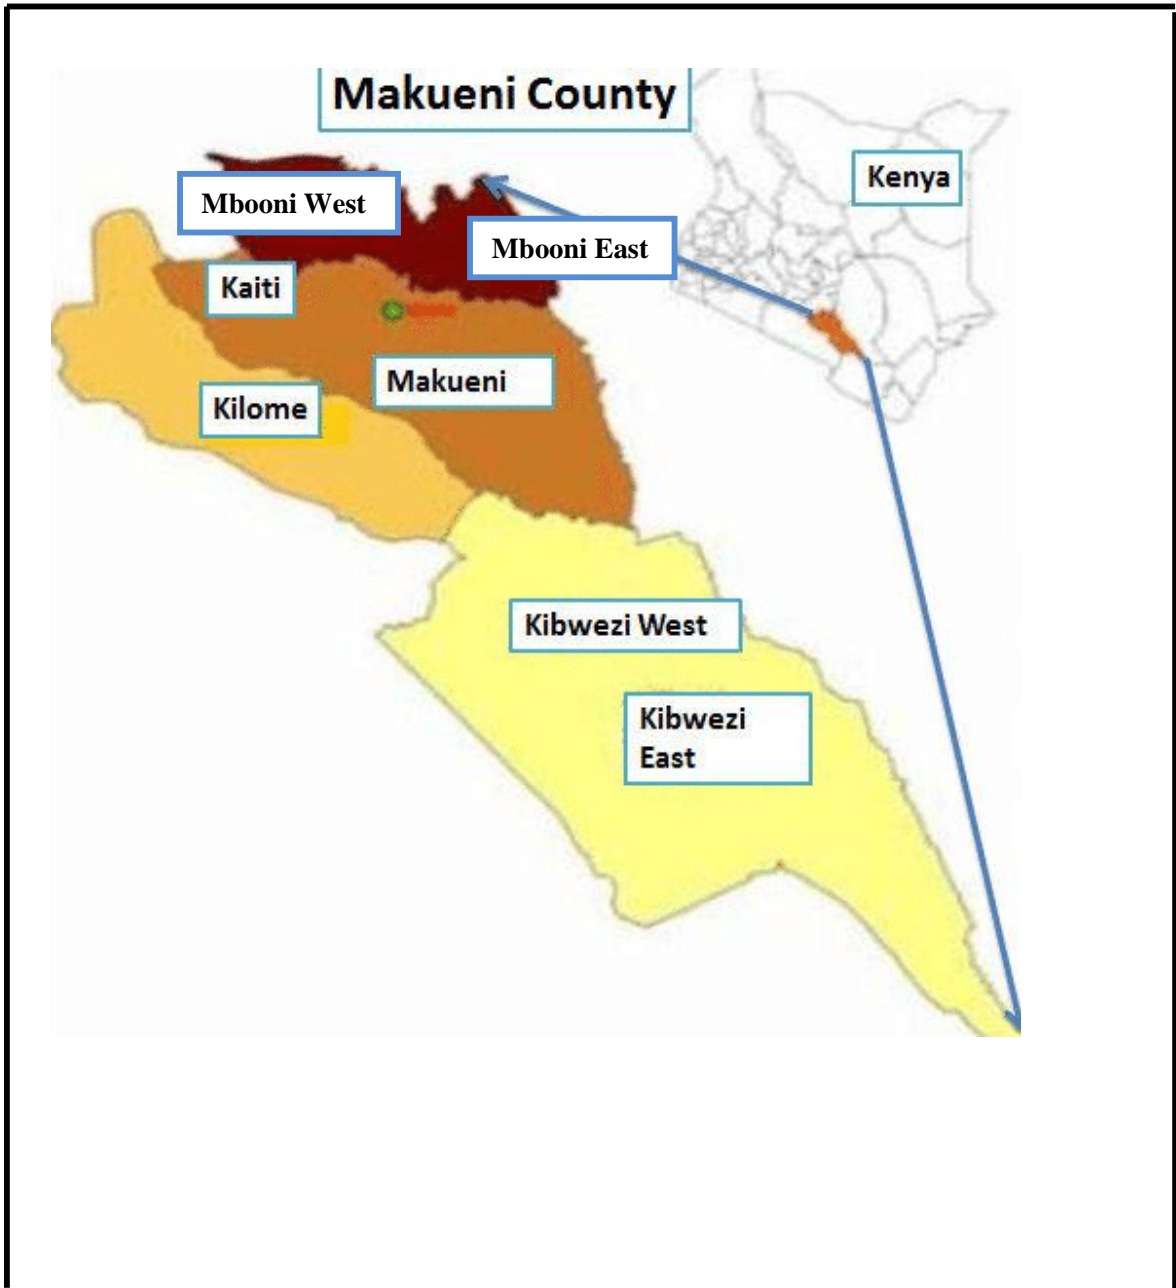 Makueni County
Kenya
Mbooni West
Mbooni East
Kaiti
Makueni
Kilome
Kibwezi West
Kibwezi
East